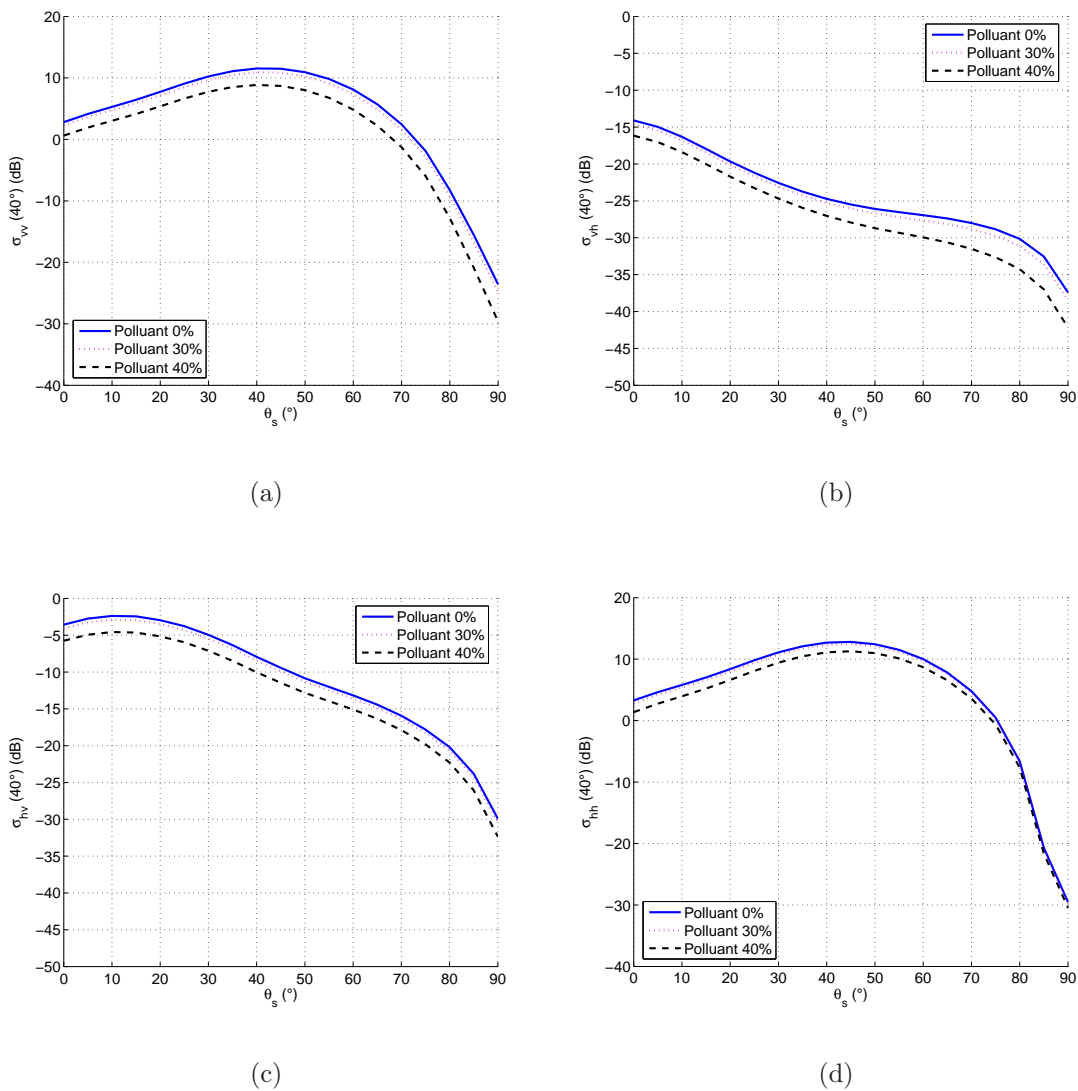 20
10
0
−10
−20
−30
−40
σvv (40°) (dB)
0 10 20 30 40 50 60 70 80 90
θs (°)
Polluant 0%
Polluant 30%
Polluant 40%
(a)
0
−5
−10
−15
−20
−25
−30
−35
−40
−45
−50
σvh (40°) (dB)
0 10 20 30 40 50 60 70 80 90
θs (°)
Polluant 0%
Polluant 30%
Polluant 40%
(b)
0
−5
−10
−15
−20
−25
−30
−35
−40
−45
−50
σhv (40°) (dB)
0 10 20 30 40 50 60 70 80 90
θs (°)
Polluant 0%
Polluant 30%
Polluant 40%
(c)
20
10
0
−10
−20
−30
−40
σhh (40°) (dB)
0 10 20 30 40 50 60 70 80 90
θs (°)
Polluant 0%
Polluant 30%
Polluant 40%
(d)